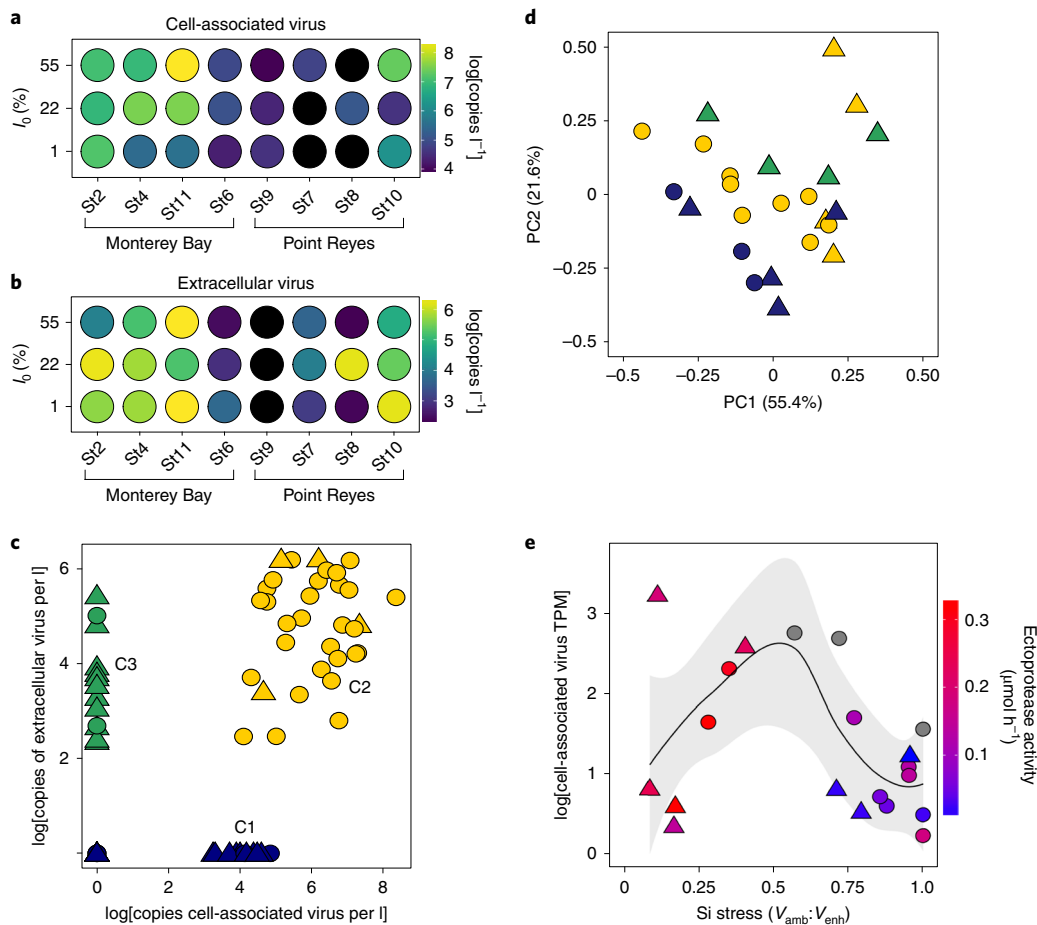 a
Cell-associated virus
I0 (%)
55
22
1
St2
St4
St11
St6
St9
St7
St8
St10
Monterey Bay
Point Reyes
8
7
6
5
4
log[copies l−1]
b
Extracellular virus
I0 (%)
55
22
1
St2
St4
St11
St6
St9
St7
St8
St10
Monterey Bay
Point Reyes
6
5
4
3
log[copies l−1]
c
log[copies of extracellular virus per l]
6
4
2
0
C3
C2
C1
0
2
4
6
8
log[copies cell-associated virus per l]
d
PC2 (21.6%)
0.50
0.25
0
−0.25
−0.5
−0.5
−0.25
0
0.25
0.50
PC1 (55.4%)
e
log[cell-associated virus TPM]
3
2
1
0
0
0.25
0.5
0.75
1.0
Si stress (Vamb:Venh)
0.3
0.2
0.1
Ectoprotease activity
(μmol h−1)